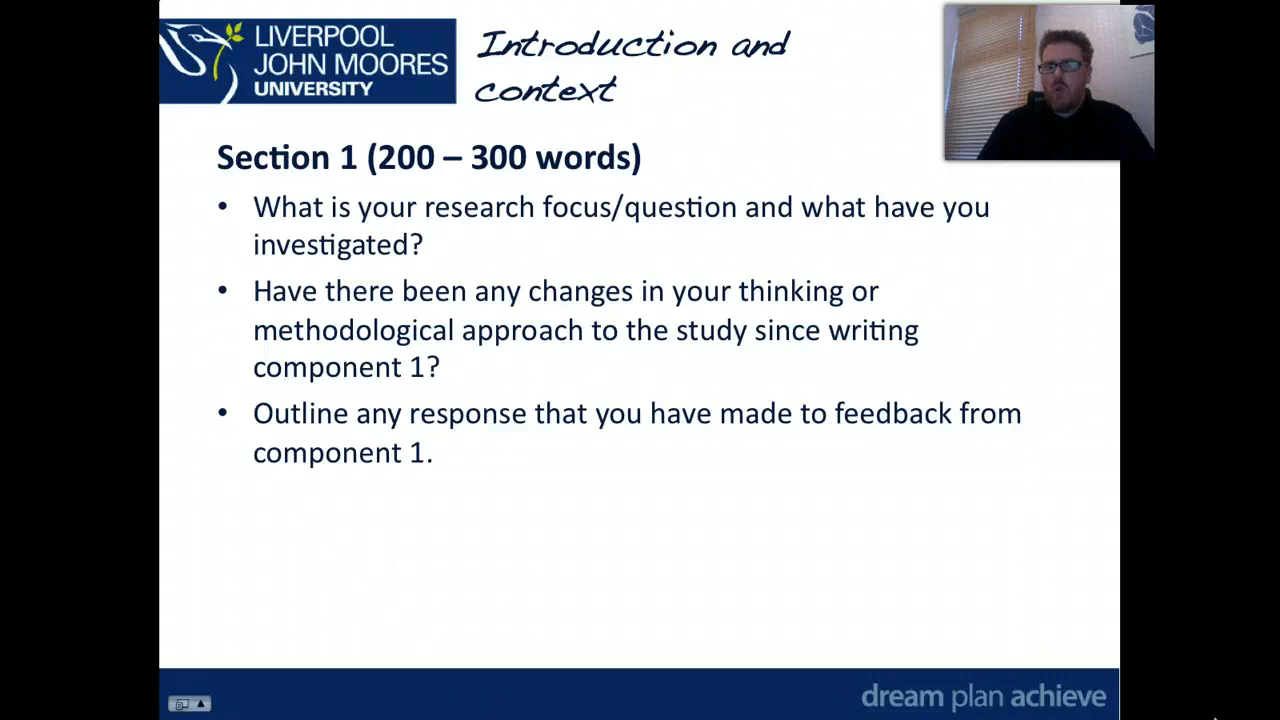 LIVERPOOL
JOHN MOORES
UNIVERSITY
Introduction and
context
Section 1 (200 – 300 words)
• What is your research focus/question and what have you
investigated?
• Have there been any changes in your thinking or
methodological approach to the study since writing
component 1?
• Outline any response that you have made to feedback from
component 1.
dream plan achieve